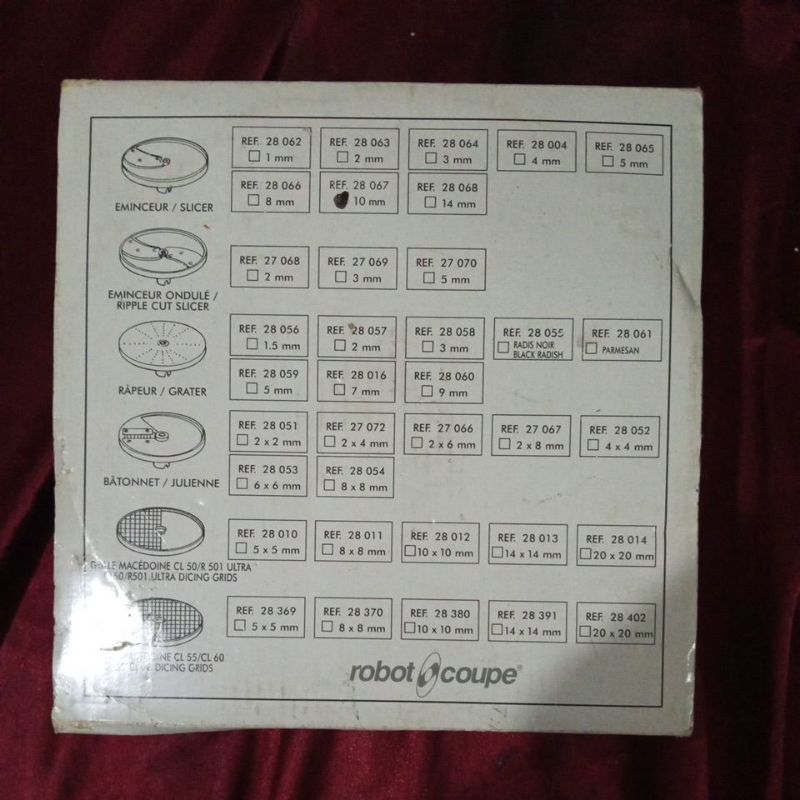 REF. 28 062
1 mm
REF. 28 063
2 mm
REF. 28 064
3 mm
REF. 28 004
4 mm
REF. 28 065
5 mm
REF. 28 066
8 mm
REF. 28 067
10 mm
REF. 28 068
14 mm
EMINCEUR / SLICER
REF. 27 068
2 mm
REF. 27 069
3 mm
REF. 27 070
5 mm
EMINCEUR ONDULÉ /
RIPPLE CUT SLICER
REF. 28 056
1.5 mm
REF. 28 057
2 mm
REF. 28 058
3 mm
REF. 28 055
RADIS NOIR
BLACK RADISH
REF. 28 061
PARMESAN
REF. 28 059
5 mm
REF. 28 016
7 mm
REF. 28 060
9 mm
RÂPEUR / GRATER
REF. 28 051
2 x 2 mm
REF. 27 072
2 x 4 mm
REF. 27 066
2 x 6 mm
REF. 27 067
2 x 8 mm
REF. 28 052
4 x 4 mm
REF. 28 053
6 x 6 mm
REF. 28 054
8 x 8 mm
BÂTONNET / JULIENNE
REF. 28 010
5 x 5 mm
REF. 28 011
8 x 8 mm
REF. 28 012
10 x 10 mm
REF. 28 013
14 x 14 mm
REF. 28 014
20 x 20 mm
MACÉDOINE CL 50/R 501 ULTRA
/R501 ULTRA DICING GRIDS
REF. 28 369
5 x 5 mm
REF. 28 370
8 x 8 mm
REF. 28 380
10 x 10 mm
REF. 28 391
14 x 14 mm
REF. 28 402
20 x 20 mm
CL 55/CL 60
DICING GRIDS
robot coupe®